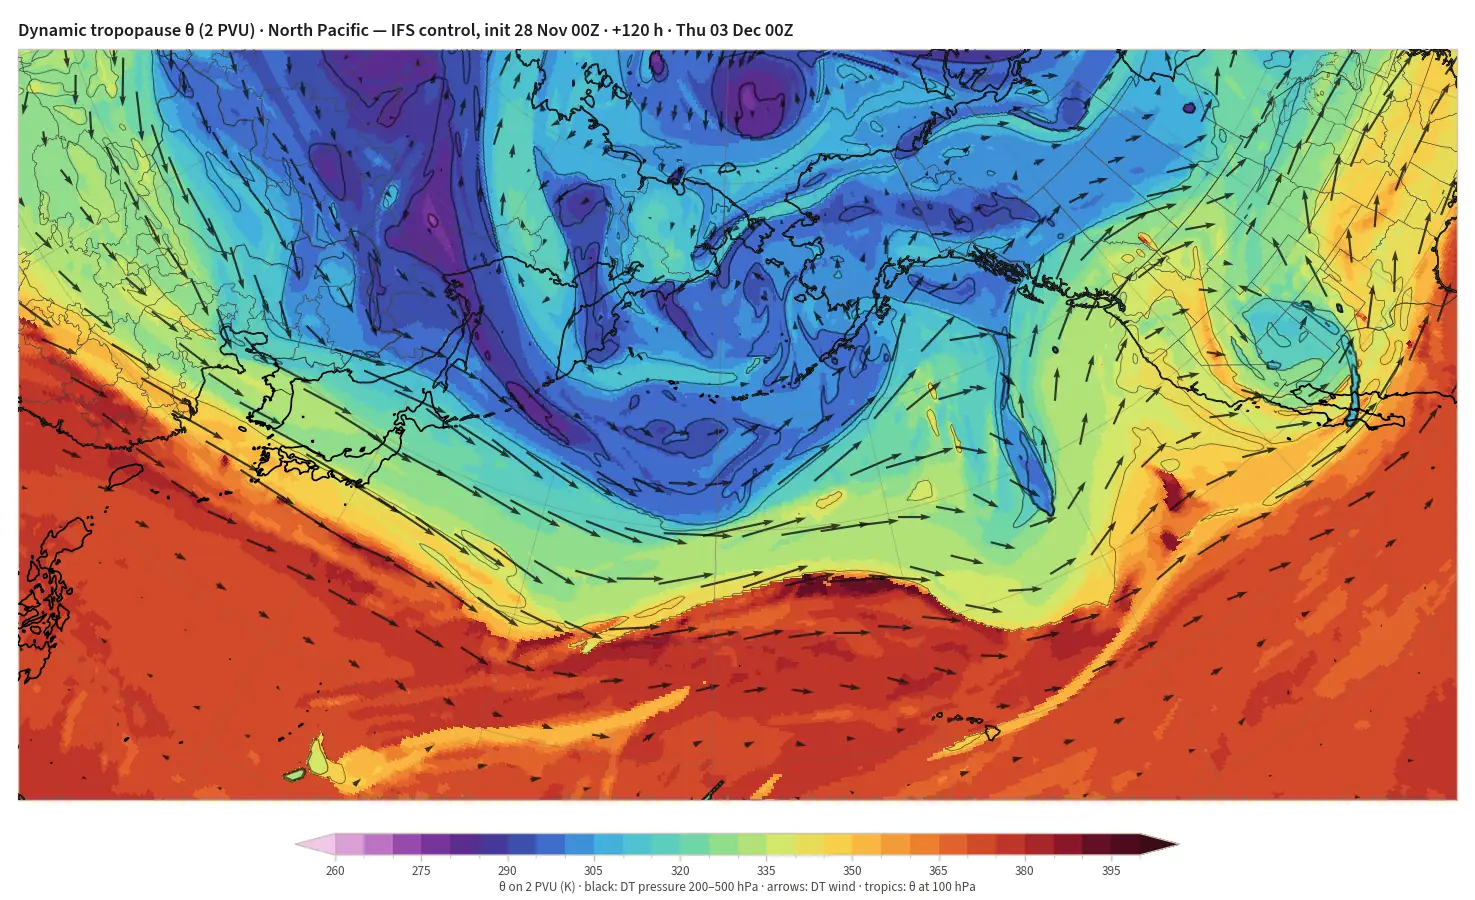 Dynamic tropopause θ (2 PVU) · North Pacific — IFS control, init 28 Nov 00Z · +120 h · Thu 03 Dec 00Z
260 275 290 305 320 335 350 365 380 395
θ on 2 PVU (K) · black: DT pressure 200–500 hPa · arrows: DT wind · tropics: θ at 100 hPa